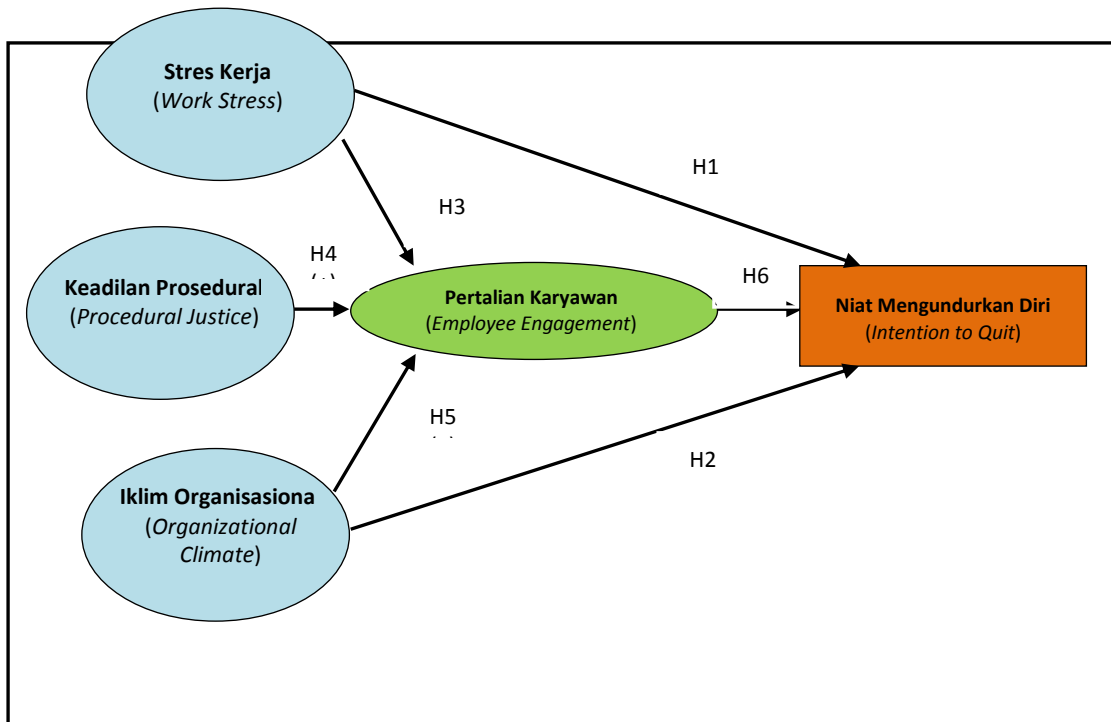 Stres Kerja
(Work Stress)
H1
H3
H4
Keadilan Prosedural
(Procedural Justice)
Pertalian Karyawan
(Employee Engagement)
H6
Niat Mengundurkan Diri
(Intention to Quit)
H5
H2
Iklim Organisasiona
(Organizational
Climate)